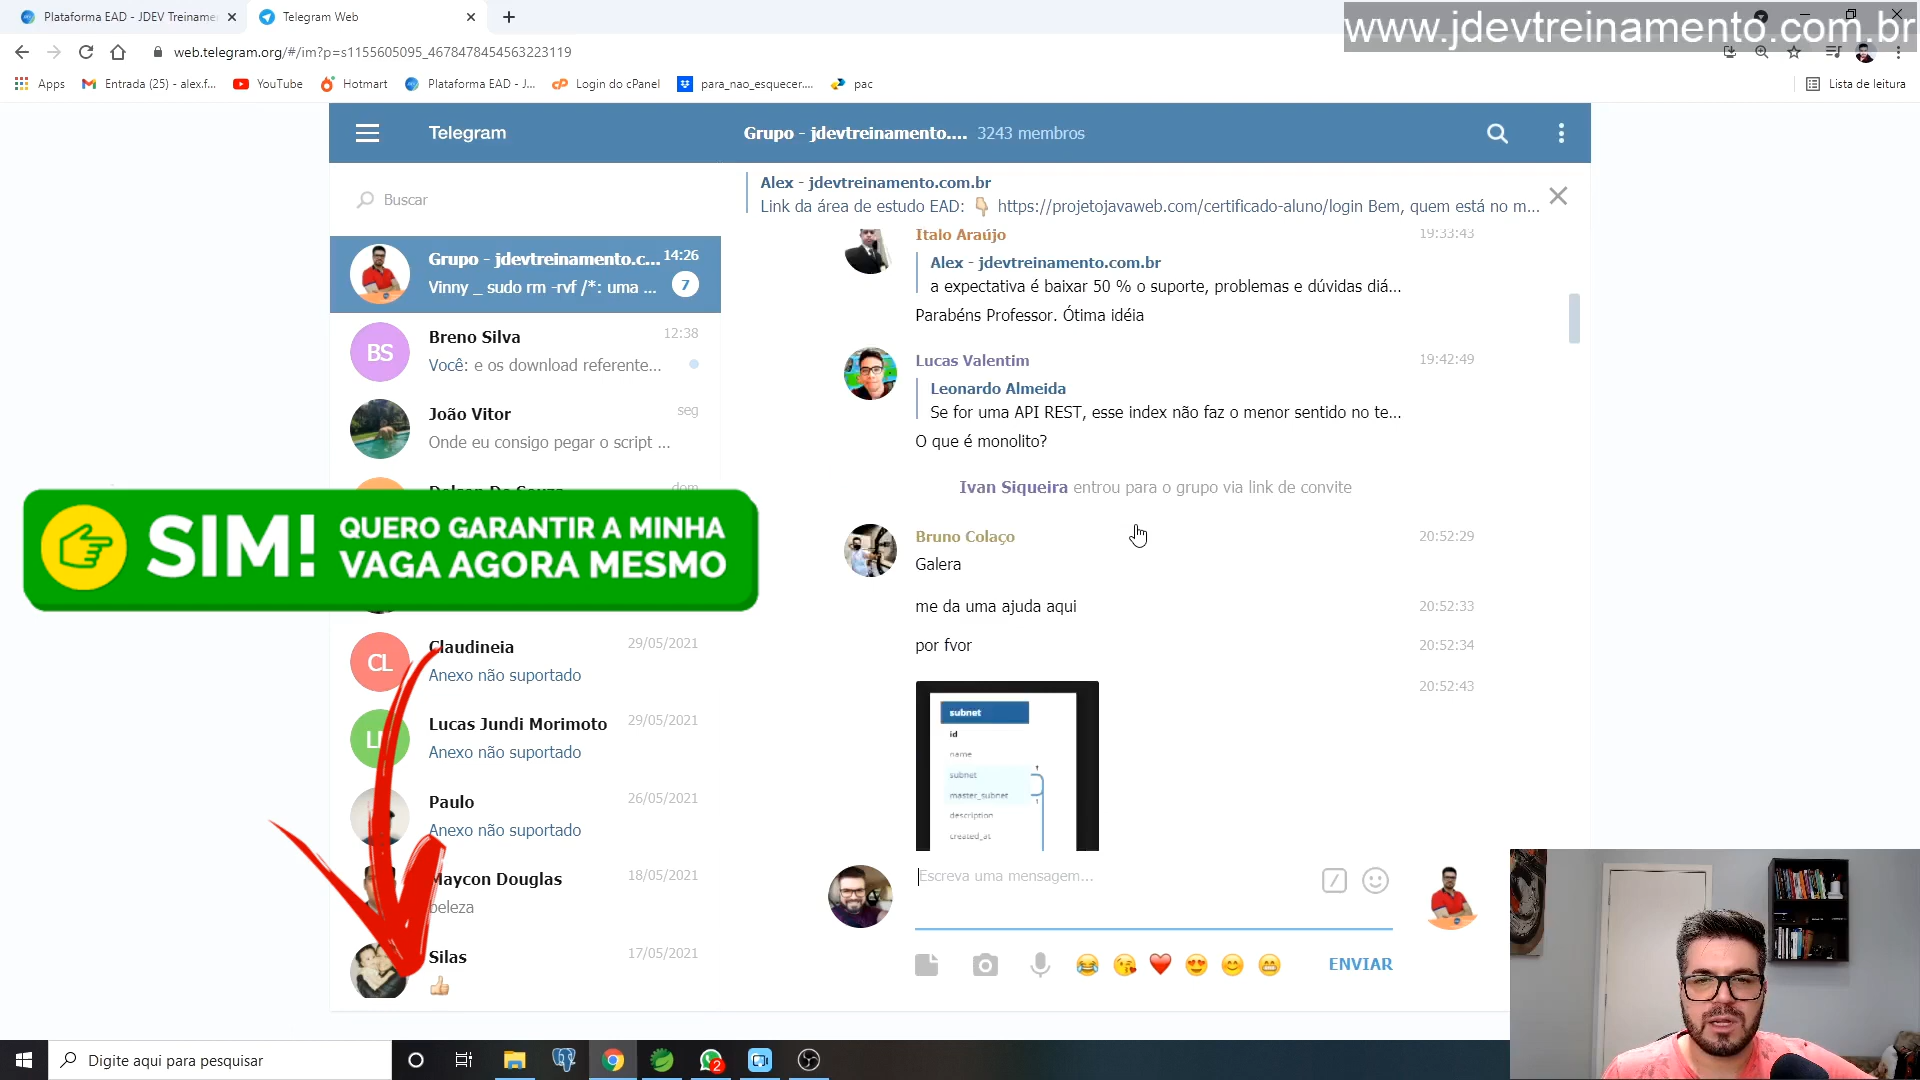 Plataforma EAD - JDEV Treiname
Telegram Web
www.jdevtreinamento.com.br
web.telegram.org/#/im?p=s1155605095_4678478454563223119
Apps
Entrada (25) - alex.f...
YouTube
Hotmart
Plataforma EAD - J...
Login do cPanel
para_nao_esquecer....
pac
Lista de leitura
Telegram
Grupo - jdevtreinamento.... 3243 membros
Buscar
Alex - jdevtreinamento.com.br
Link da área de estudo EAD: 👇🏻 https://projetojavaweb.com/certificado-aluno/login Bem, quem está no m...
Grupo - jdevtreinamento.c... 14:26
Vinny _ sudo rm -rvf /*: uma ... 7
BS
Breno Silva 12:38
Você: e os download referente...
João Vitor seg
Onde eu consigo pegar o script ...
dom
SIM! QUERO GARANTIR A MINHA
VAGA AGORA MESMO
CL
Claudineia 29/05/2021
Anexo não suportado
Lucas Jundi Morimoto 29/05/2021
Anexo não suportado
Paulo 26/05/2021
Anexo não suportado
Maycon Douglas 18/05/2021
beleza
Silas 17/05/2021
👍🏻
Italo Araújo 19:33:43
Alex - jdevtreinamento.com.br
a expectativa é baixar 50 % o suporte, problemas e dúvidas diá...
Parabéns Professor. Ótima idéia
Lucas Valentim 19:42:49
Leonardo Almeida
Se for uma API REST, esse index não faz o menor sentido no te...
O que é monolito?
Ivan Siqueira entrou para o grupo via link de convite
Bruno Colaço 20:52:29
Galera
me da uma ajuda aqui 20:52:33
por fvor 20:52:34
20:52:43
subnet
id
name
subnet
master_subnet
description
created_at
Escreva uma mensagem...
ENVIAR
Digite aqui para pesquisar
2